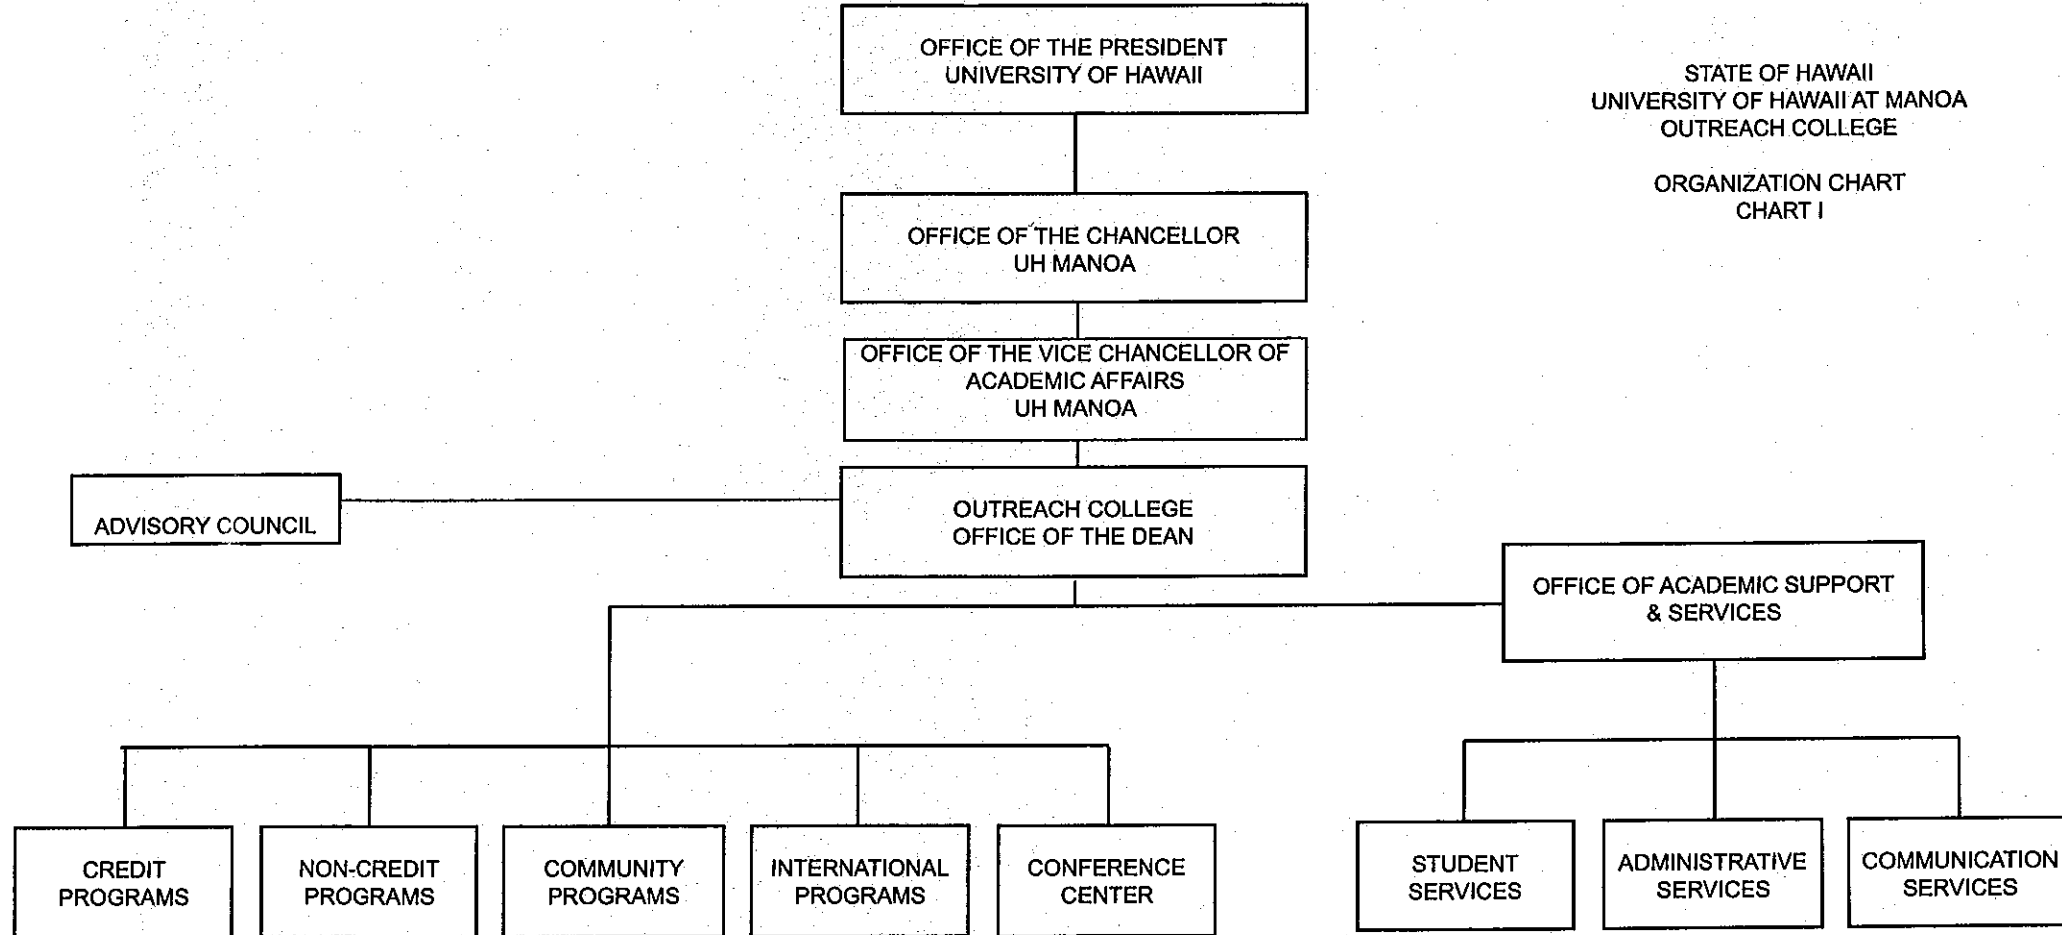 OFFICE OF THE PRESIDENT
UNIVERSITY OF HAWAII
STATE OF HAWAII
UNIVERSITY OF HAWAII AT MANOA
OUTREACH COLLEGE
ORGANIZATION CHART
CHART I
OFFICE OF THE CHANCELLOR
UH MANOA
OFFICE OF THE VICE CHANCELLOR OF
ACADEMIC AFFAIRS
UH MANOA
ADVISORY COUNCIL
OUTREACH COLLEGE
OFFICE OF THE DEAN
OFFICE OF ACADEMIC SUPPORT
& SERVICES
CREDIT
PROGRAMS
NON-CREDIT
PROGRAMS
COMMUNITY
PROGRAMS
INTERNATIONAL
PROGRAMS
CONFERENCE
CENTER
STUDENT
SERVICES
ADMINISTRATIVE
SERVICES
COMMUNICATION
SERVICES